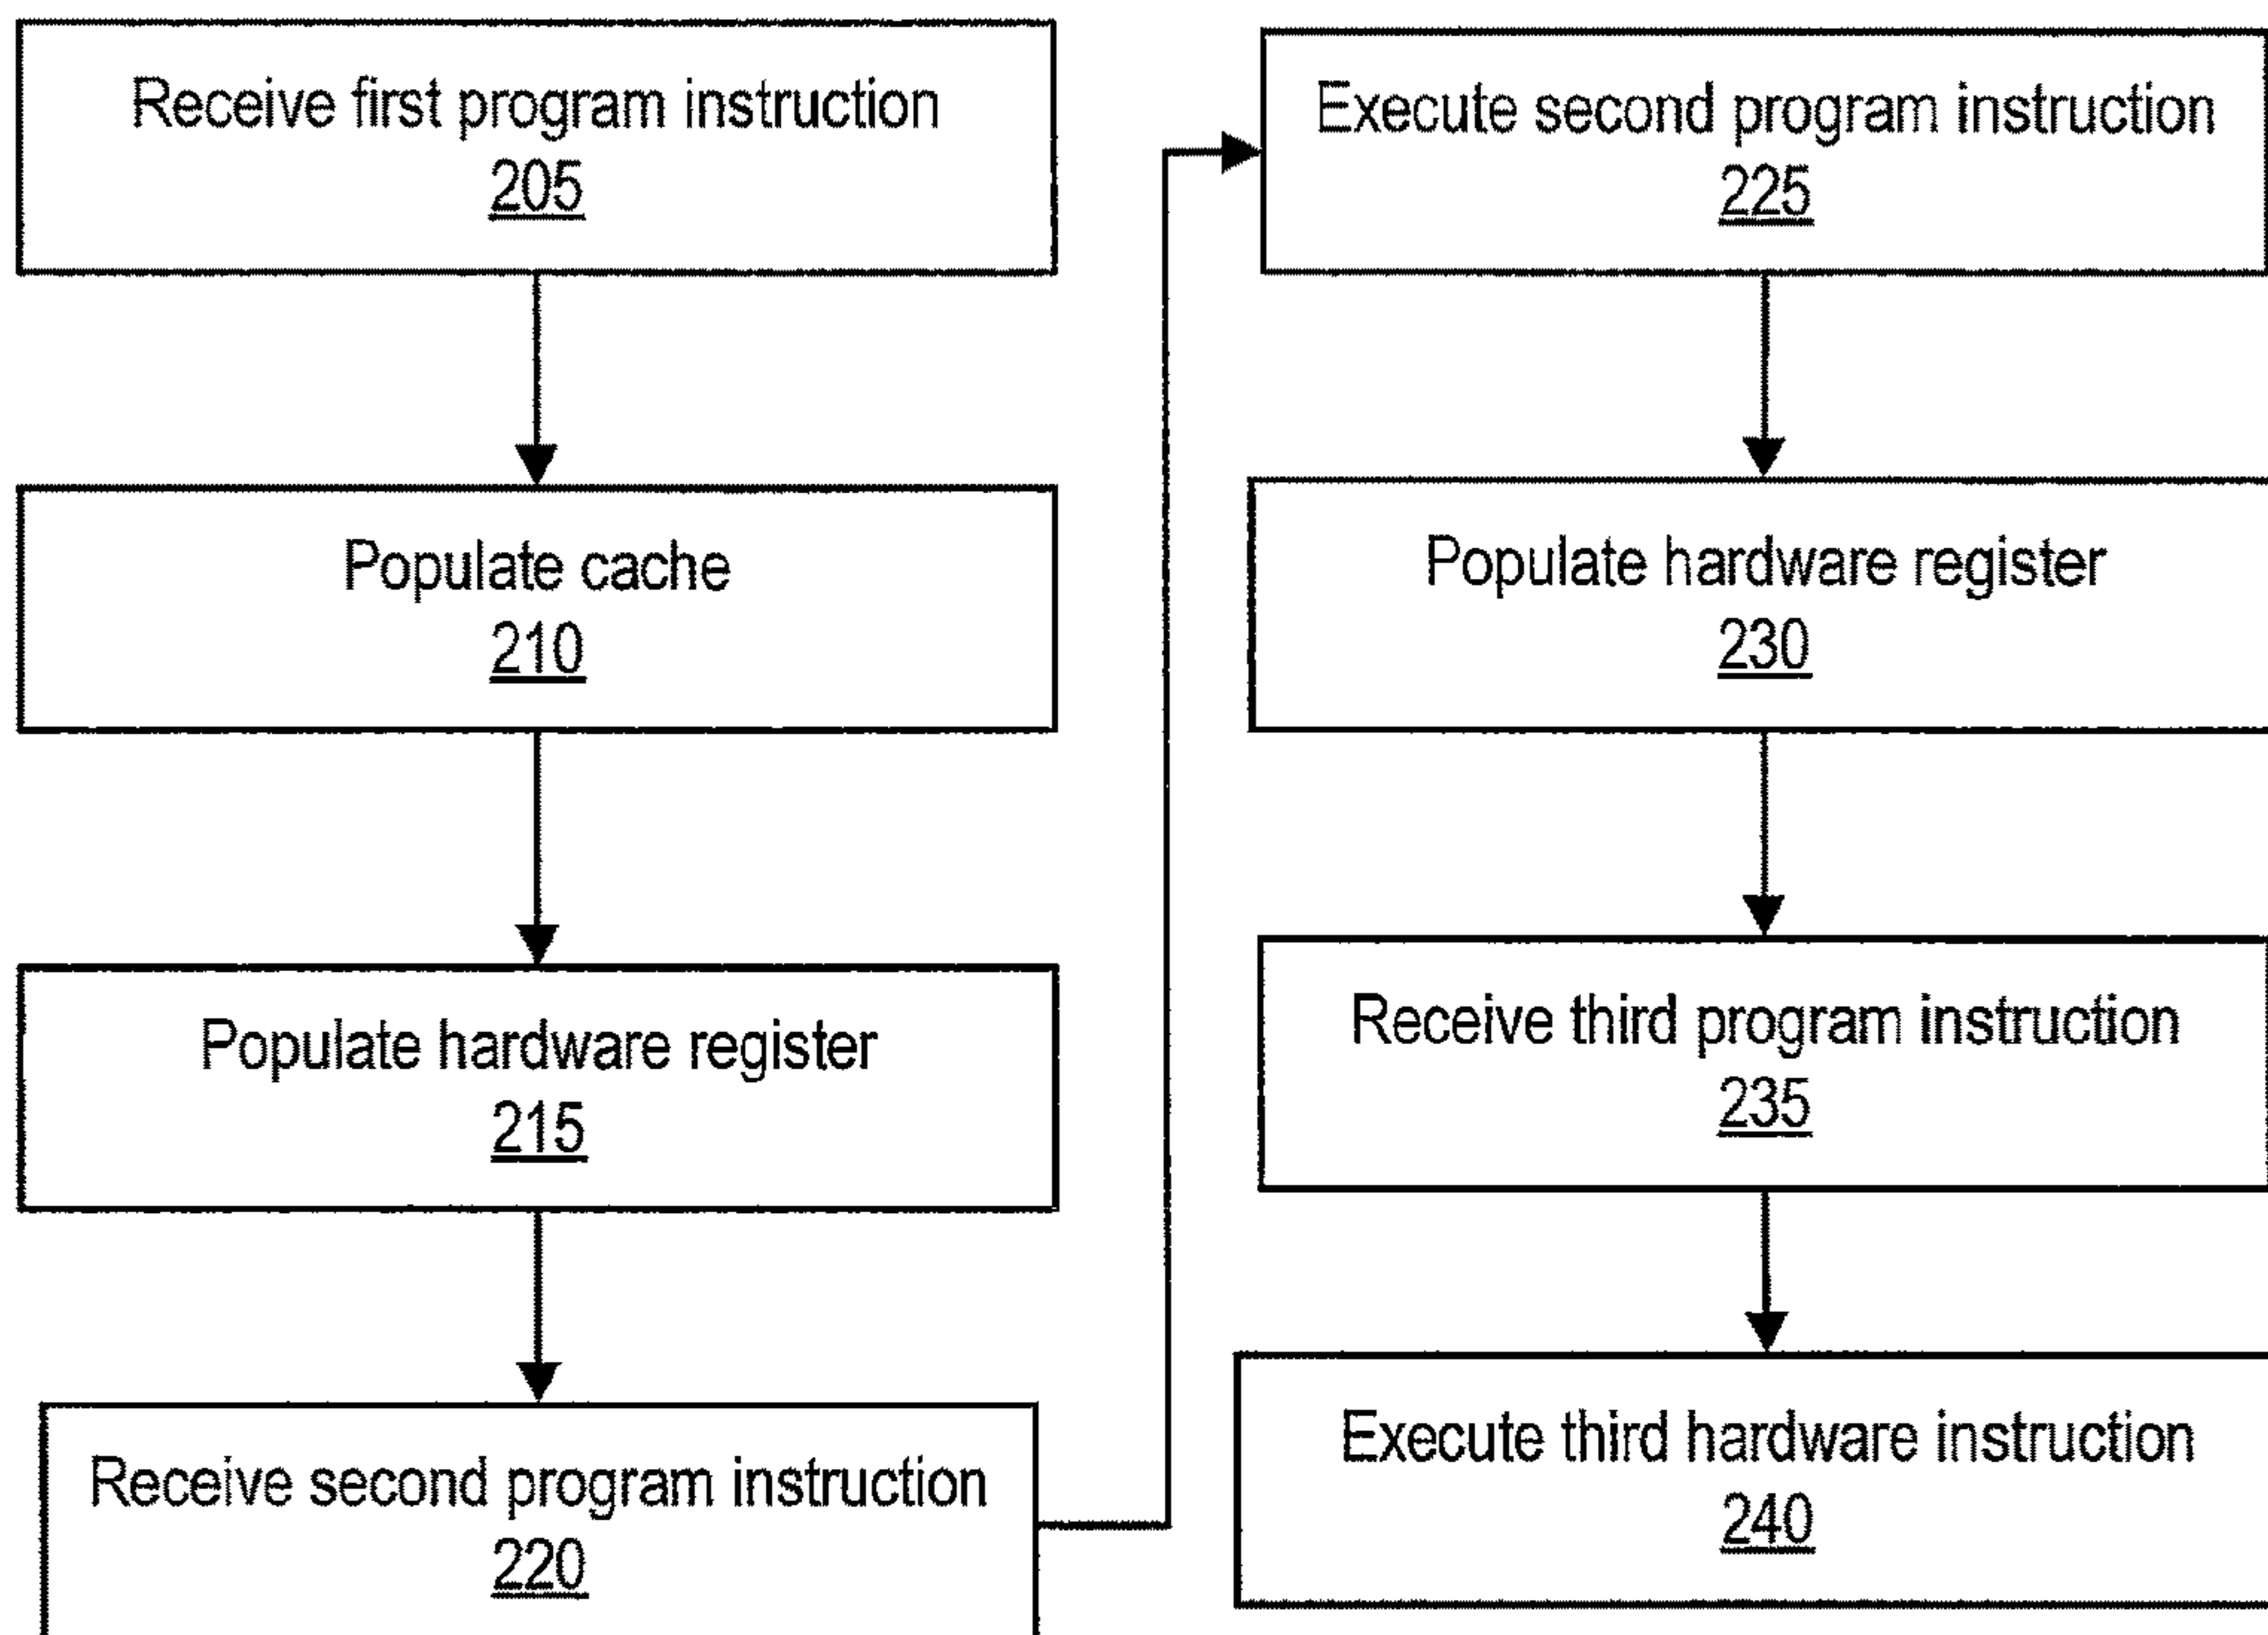 Receive first program instruction
205
Populate cache
210
Populate hardware register
215
Receive second program instruction
220
Execute second program instruction
225
Populate hardware register
230
Receive third program instruction
235
Execute third hardware instruction
240